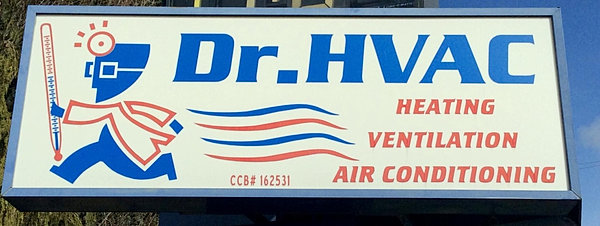 Dr.HVAC
HEATING
VENTILATION
AIR CONDITIONING
CCB# 162531